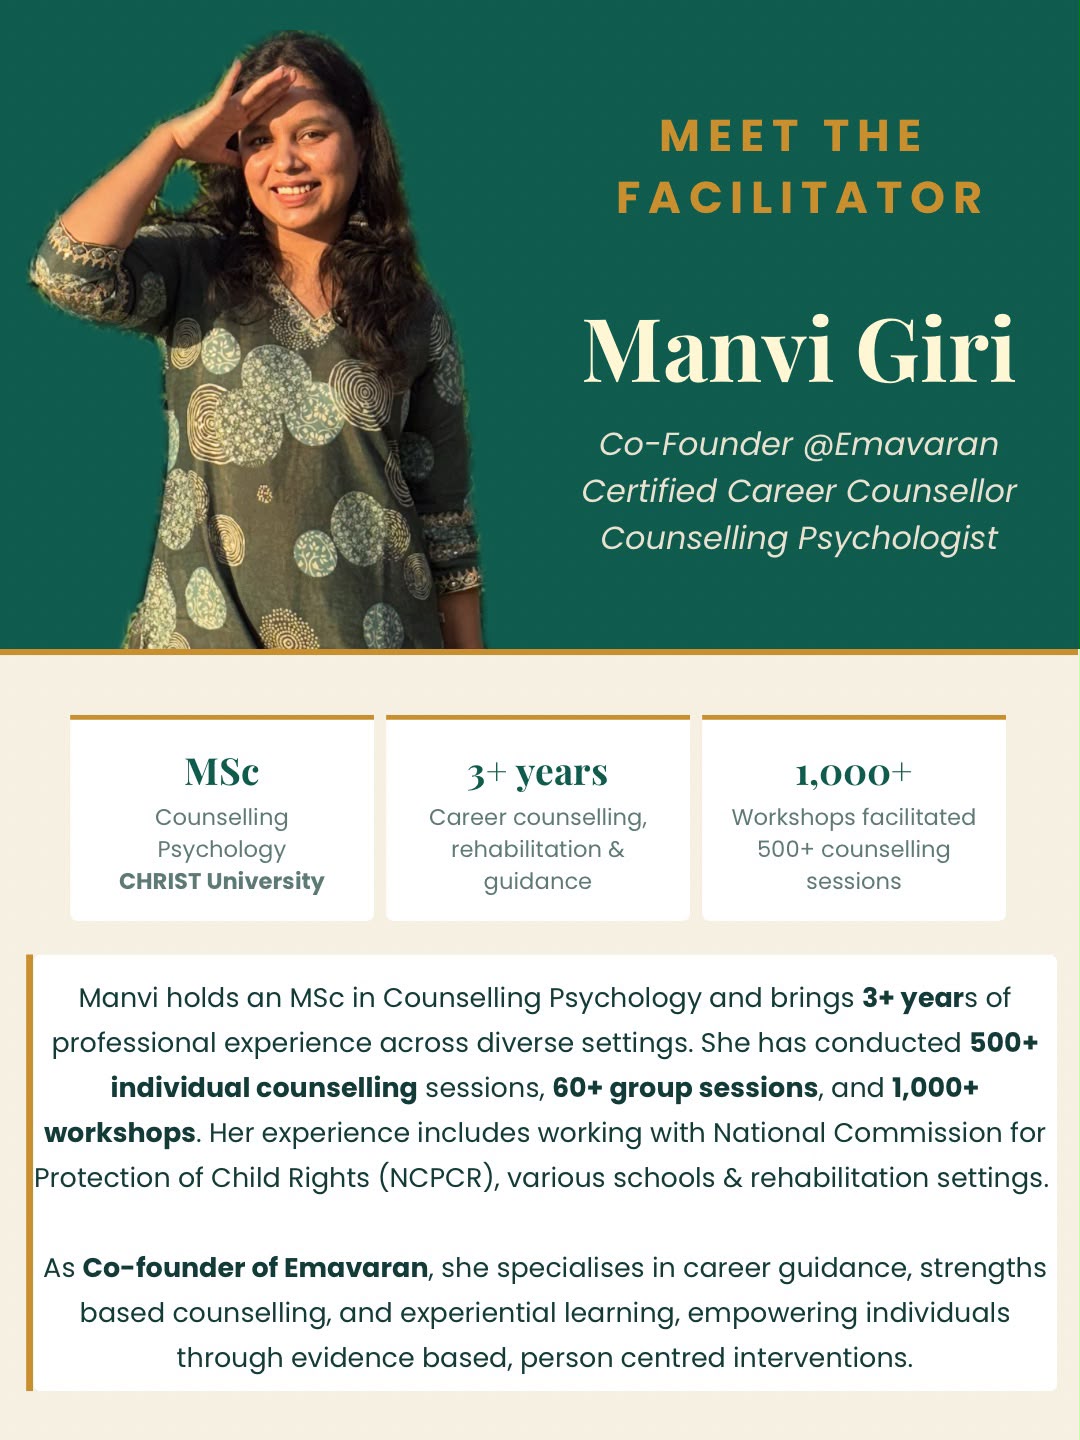 MEET THE
FACILITATOR
Manvi Giri
Co-Founder @Emavaran
Certified Career Counsellor
Counselling Psychologist
MSc
Counselling
Psychology
CHRIST University
3+ years
Career counselling,
rehabilitation &
guidance
1,000+
Workshops facilitated
500+ counselling
sessions
Manvi holds an MSc in Counselling Psychology and brings 3+ years of
professional experience across diverse settings. She has conducted 500+
individual counselling sessions, 60+ group sessions, and 1,000+
workshops. Her experience includes working with National Commission for
Protection of Child Rights (NCPCR), various schools & rehabilitation settings.
As Co-founder of Emavaran, she specialises in career guidance, strengths
based counselling, and experiential learning, empowering individuals
through evidence based, person centred interventions.